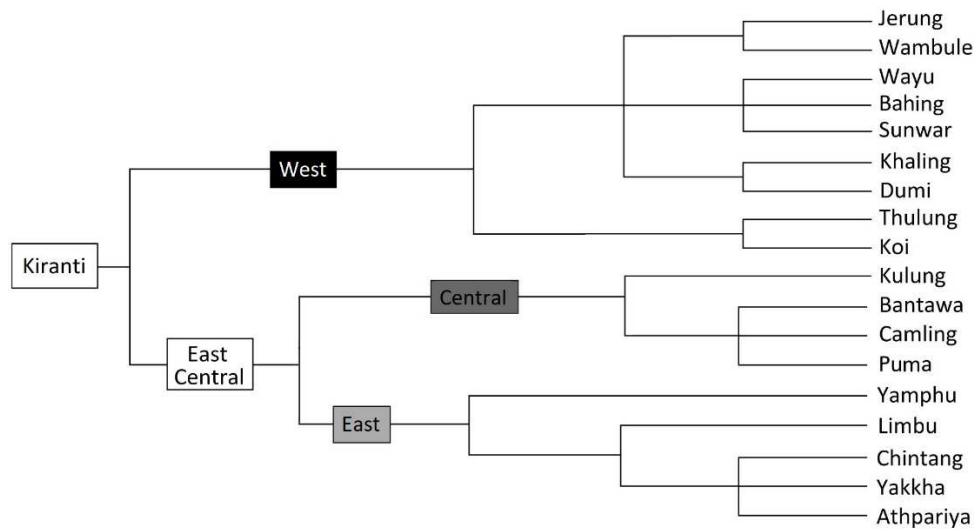 Jerung
Wambule
Wayu
Bahing
Sunwar
West
Khaling
Dumi
Thulung
Koi
Kiranti
Kulung
Central
Bantawa
Camling
East
Central
Puma
Yamphu
East
Limbu
Chintang
Yakkha
Athpariya